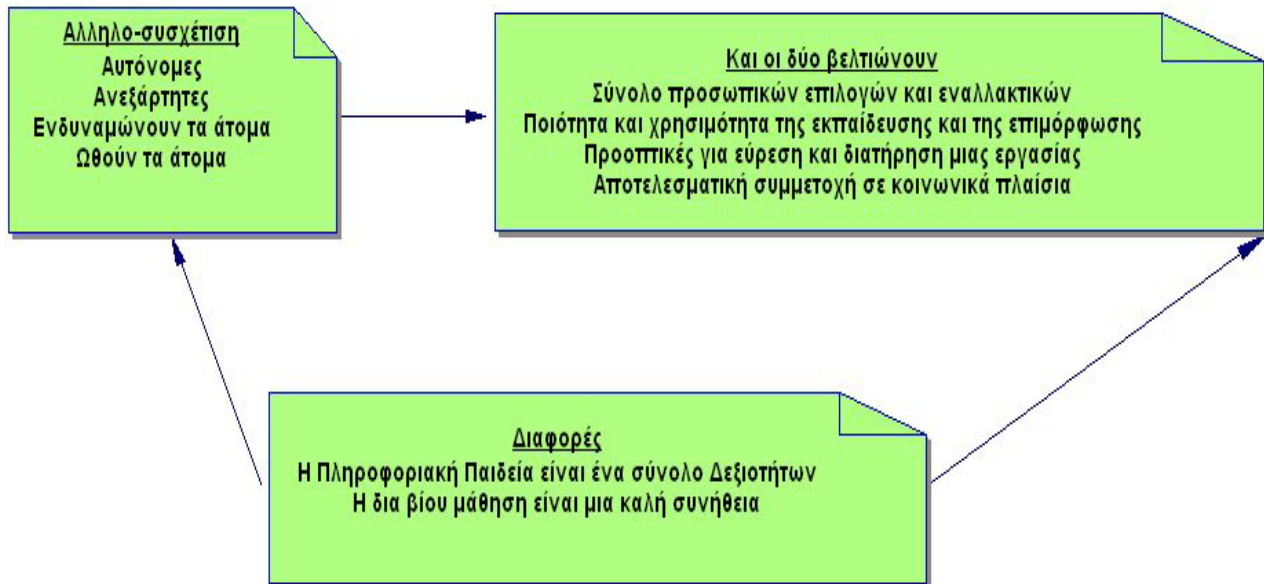 Αλληλο-συσχέτιση
Αυτόνομες
Ανεξάρτητες
Ενδυναμώνουν τα άτομα
Ωθούν τα άτομα
Και οι δύο βελτιώνουν
Σύνολο προσωπικών επιλογών και εναλλακτικών
Ποιότητα και χρησιμότητα της εκπαίδευσης και της επιμόρφωσης
Προοπτικές για εύρεση και διατήρηση μιας εργασίας
Αποτελεσματική συμμετοχή σε κοινωνικά πλαίσια
Διαφορές
Η Πληροφοριακή Παιδεία είναι ένα σύνολο Δεξιοτήτων
Η δια βίου μάθηση είναι μια καλή συνήθεια